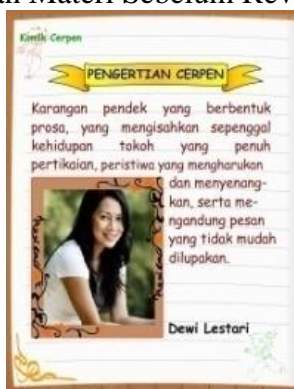 an Materi Sebelum Rev
Komik Cerpen
PENGERTIAN CERPEN
Karangan pendek yang berbentuk
prosa, yang mengisahkan sepenggal
kehidupan tokoh yang penuh
pertikaian, peristiwa yang mengharukan
dan menyenang-
kan, serta me-
ngandung pesan
yang tidak mudah
dilupakan.
Dewi Lestari